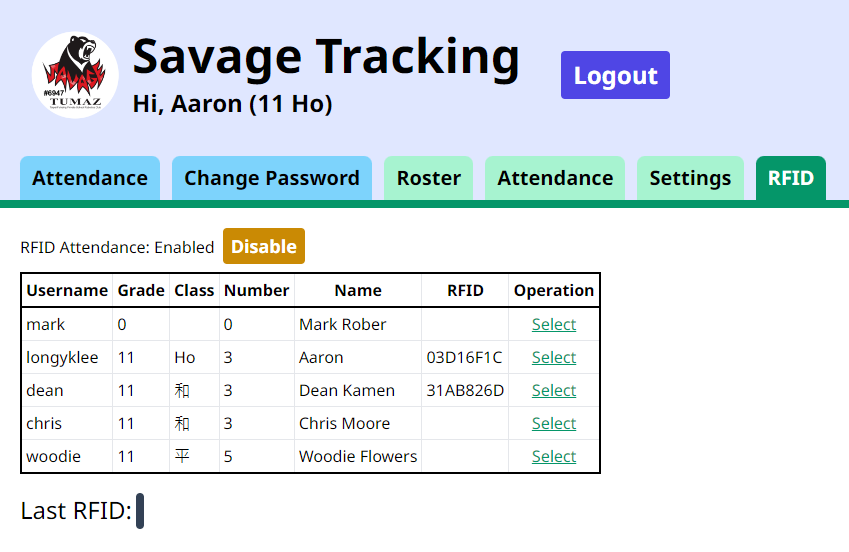 SAVAGE
#6947
TUMAZ
Savage Tracking
Hi, Aaron (11 Ho)
Logout
Attendance Change Password Roster Attendance Settings RFID
RFID Attendance: Enabled Disable
Username Grade Class Number Name RFID Operation
mark 0 0 Mark Rober Select
longyklee 11 Ho 3 Aaron 03D16F1C Select
dean 11 和 3 Dean Kamen 31AB826D Select
chris 11 和 3 Chris Moore Select
woodie 11 平 5 Woodie Flowers Select
Last RFID: